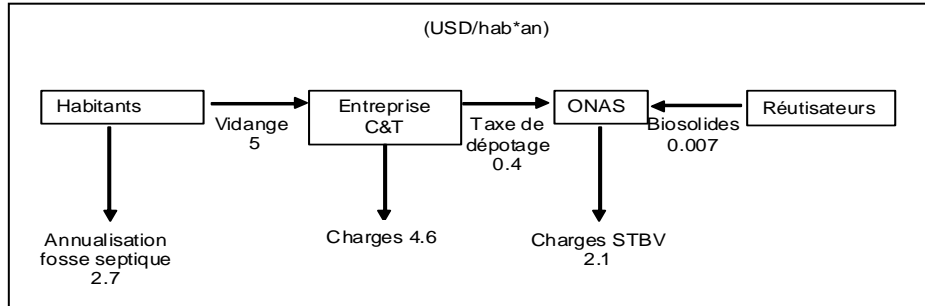 (USD/hab*an)
Habitants
Vidange
5
Entreprise
C&T
Taxe de
dépotage
0.4
ONAS
Biosolides
0.007
Réutisateurs
Annualisation
fosse septique
2.7
Charges 4.6
Charges STBV
2.1